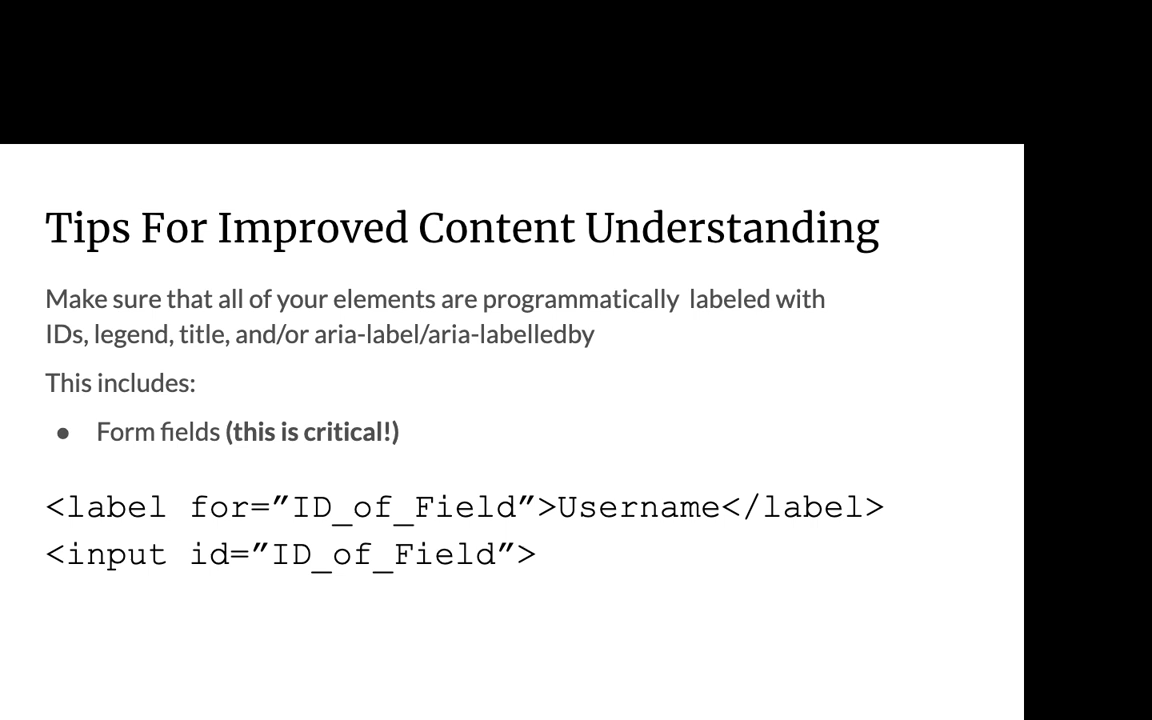 Tips For Improved Content Understanding
Make sure that all of your elements are programmatically  labeled with
IDs, legend, title, and/or aria-label/aria-labelledby
This includes:
● Form fields (this is critical!)
<label for=”ID_of_Field”>Username</label>
<input id=”ID_of_Field”>